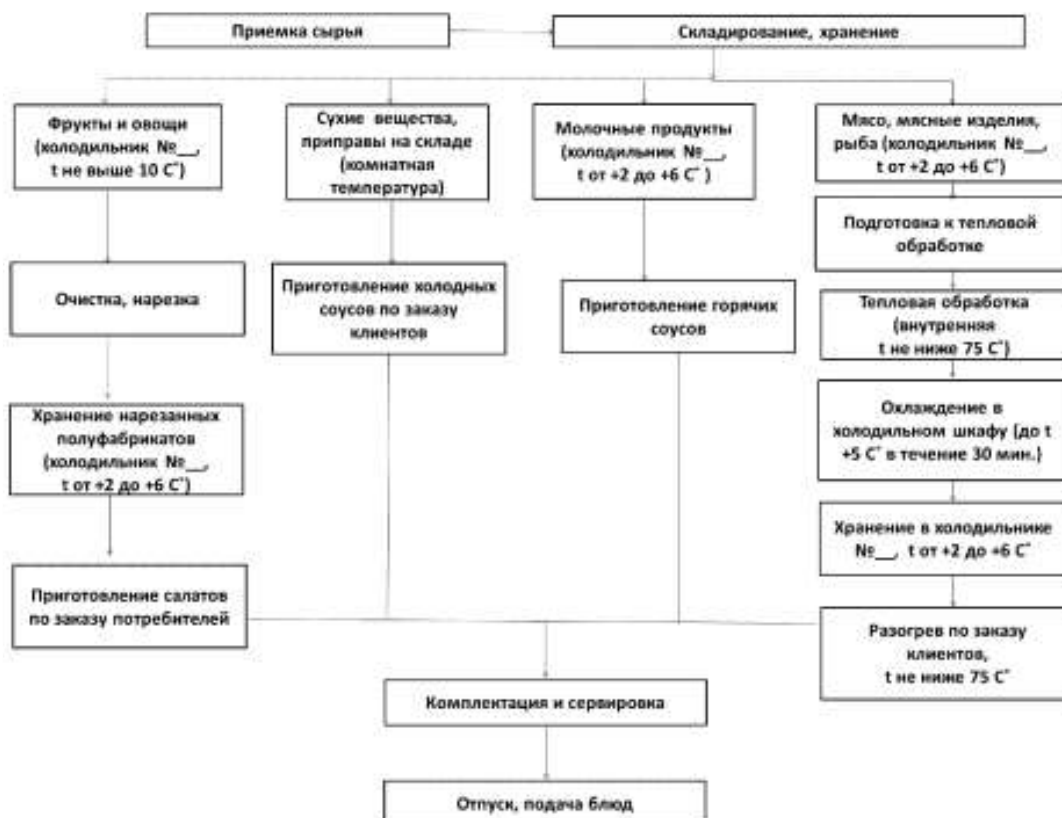 Приемка сырья
Складирование, хранение
Фрукты и овощи
(холодильник №__,
t не выше 10 С˚)
Сухие вещества,
приправы на складе
(комнатная
температура)
Молочные продукты
(холодильник №__,
t от +2 до +6 С˚ )
Мясо, мясные изделия,
рыба (холодильник №__,
t от +2 до +6 С˚)
Подготовка к тепловой
обработке
Очистка, нарезка
Приготовление холодных
соусов по заказу
клиентов
Приготовление горячих
соусов
Тепловая обработка
(внутренняя
t не ниже 75 С˚)
Хранение нарезанных
полуфабрикатов
(холодильник №__,
t от +2 до +6 С˚)
Охлаждение в
холодильном шкафу (до t
+5 С˚ в течение 30 мин.)
Хранение в холодильнике
№__, t от +2 до +6 С˚
Приготовление салатов
по заказу потребителей
Разогрев по заказу
клиентов,
t не ниже 75 С˚
Комплектация и сервировка
Отпуск, подача блюд